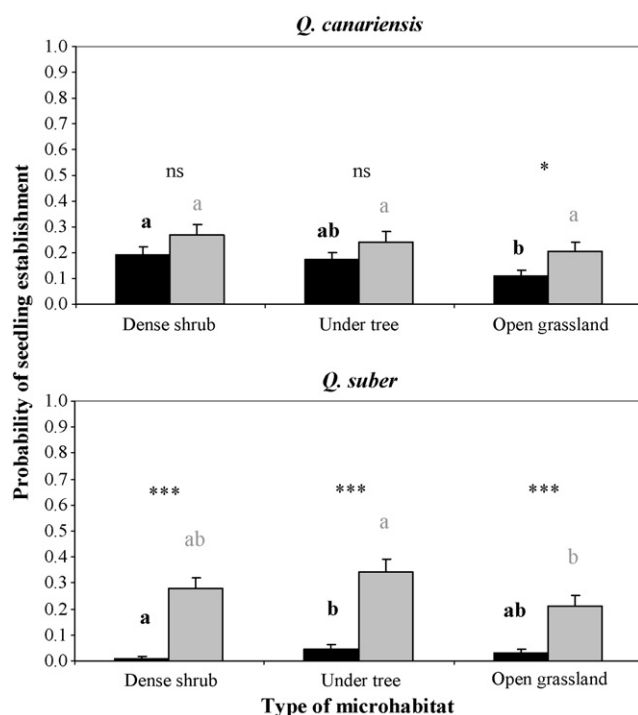 Q. canariensis
Probability of seedling establishment
1.0
0.9
0.8
0.7
0.6
0.5
0.4
0.3
0.2
0.1
0.0
ns ns *
a a ab a b a
Dense shrub Under tree Open grassland
Q. suber
1.0
0.9
0.8
0.7
0.6
0.5
0.4
0.3
0.2
0.1
0.0
*** *** ***
a ab b a ab b
Dense shrub Under tree Open grassland
Type of microhabitat